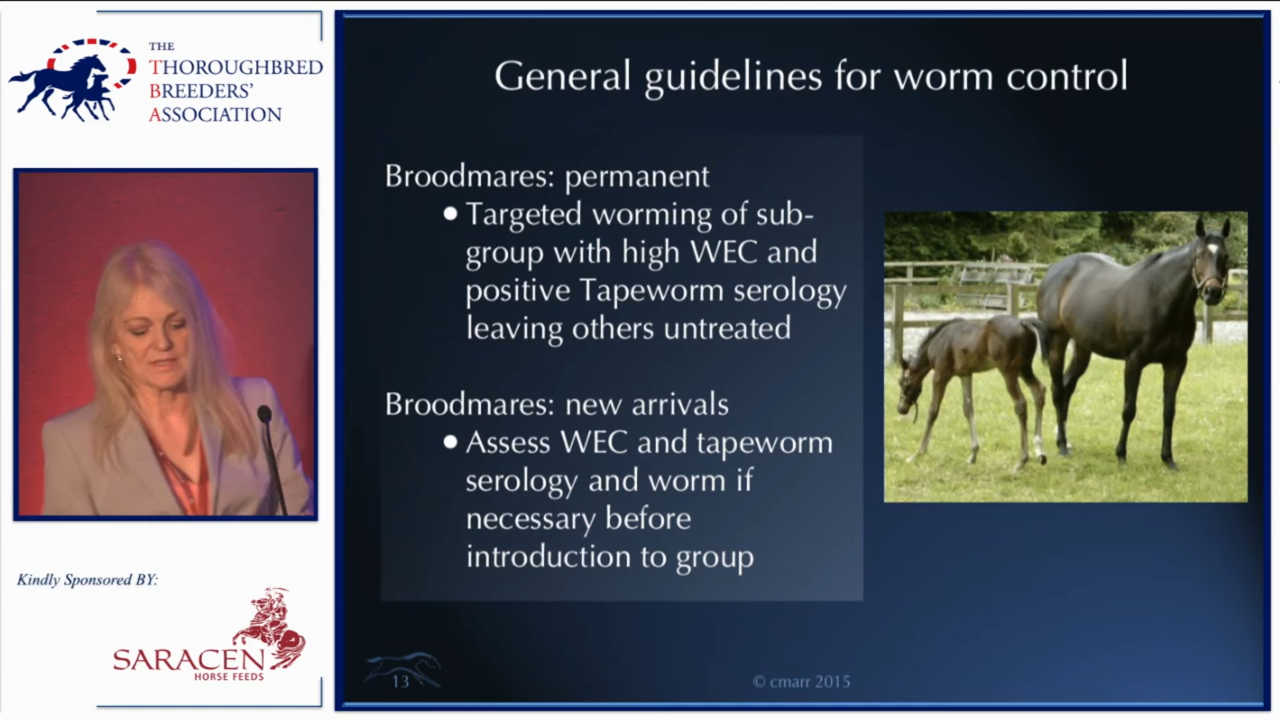 THE
THOROUGHBRED
BREEDERS'
ASSOCIATION
General guidelines for worm control
Broodmares: permanent
• Targeted worming of sub-
group with high WEC and
positive Tapeworm serology
leaving others untreated
Broodmares: new arrivals
• Assess WEC and tapeworm
serology and worm if
necessary before
introduction to group
Kindly Sponsored BY:
SARACEN
HORSE FEEDS
13
© cmarr 2015